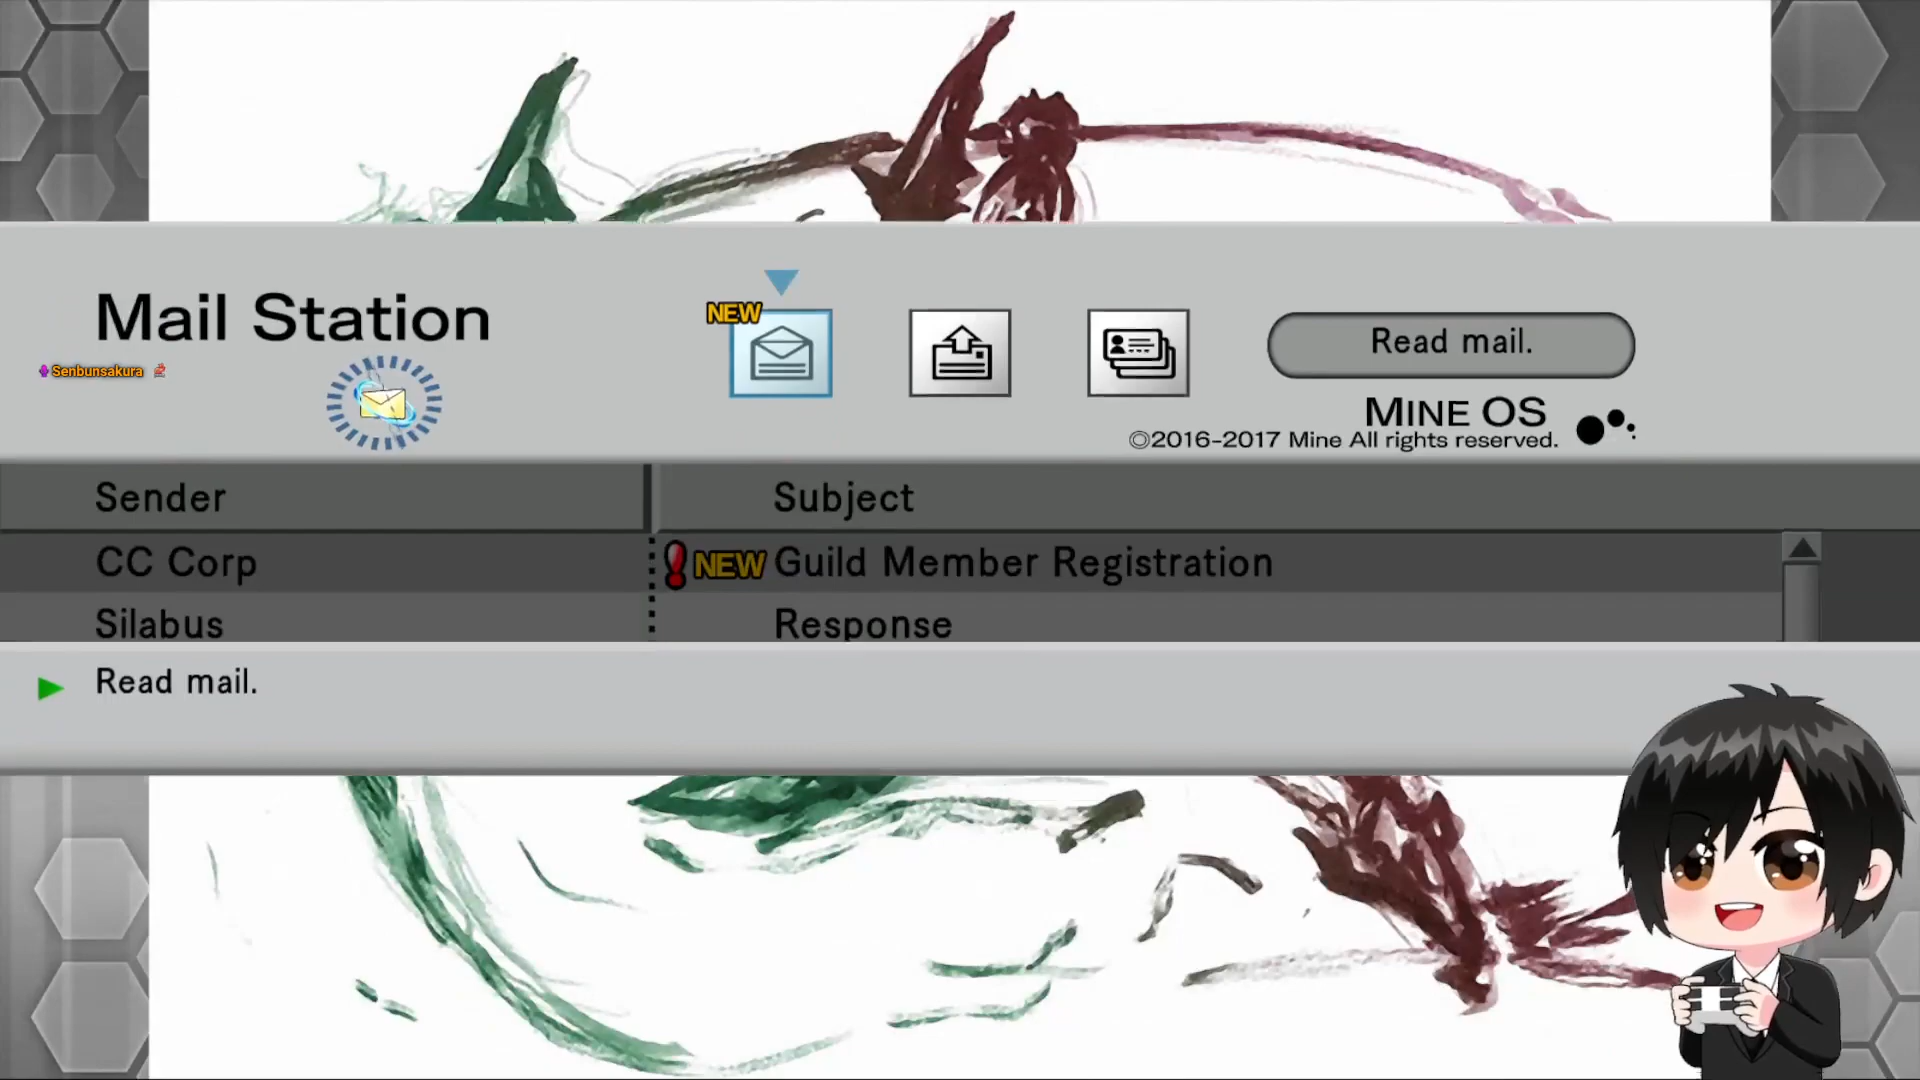 Mail Station
NEW
Read mail.
Senbunsakura
MINE OS
©2016-2017 Mine All rights reserved.
Sender
Subject
CC Corp
NEW Guild Member Registration
Silabus
Response
Read mail.